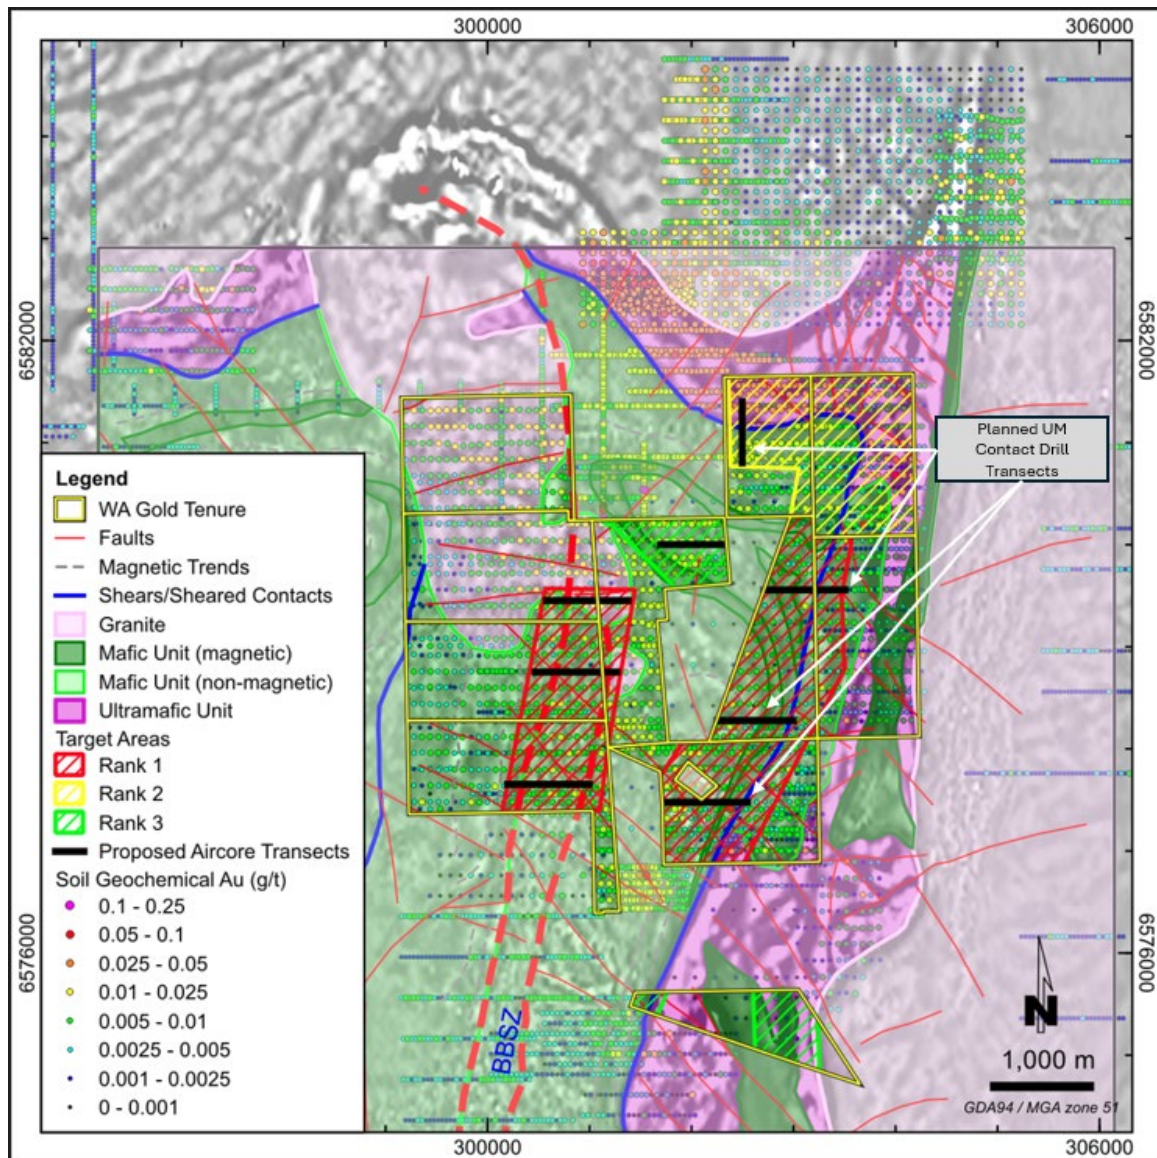 300000
306000
6582000
6582000
Planned UM
Contact Drill
Transects
Legend
WA Gold Tenure
Faults
Magnetic Trends
Shears/Sheared Contacts
Granite
Mafic Unit (magnetic)
Mafic Unit (non-magnetic)
Ultramafic Unit
Target Areas
Rank 1
Rank 2
Rank 3
Proposed Aircore Transects
Soil Geochemical Au (g/t)
0.1 - 0.25
0.05 - 0.1
0.025 - 0.05
0.01 - 0.025
0.005 - 0.01
0.0025 - 0.005
0.001 - 0.0025
0 - 0.001
6576000
6576000
BBSZ
N
1,000 m
GDA94 / MGA zone 51
300000
306000